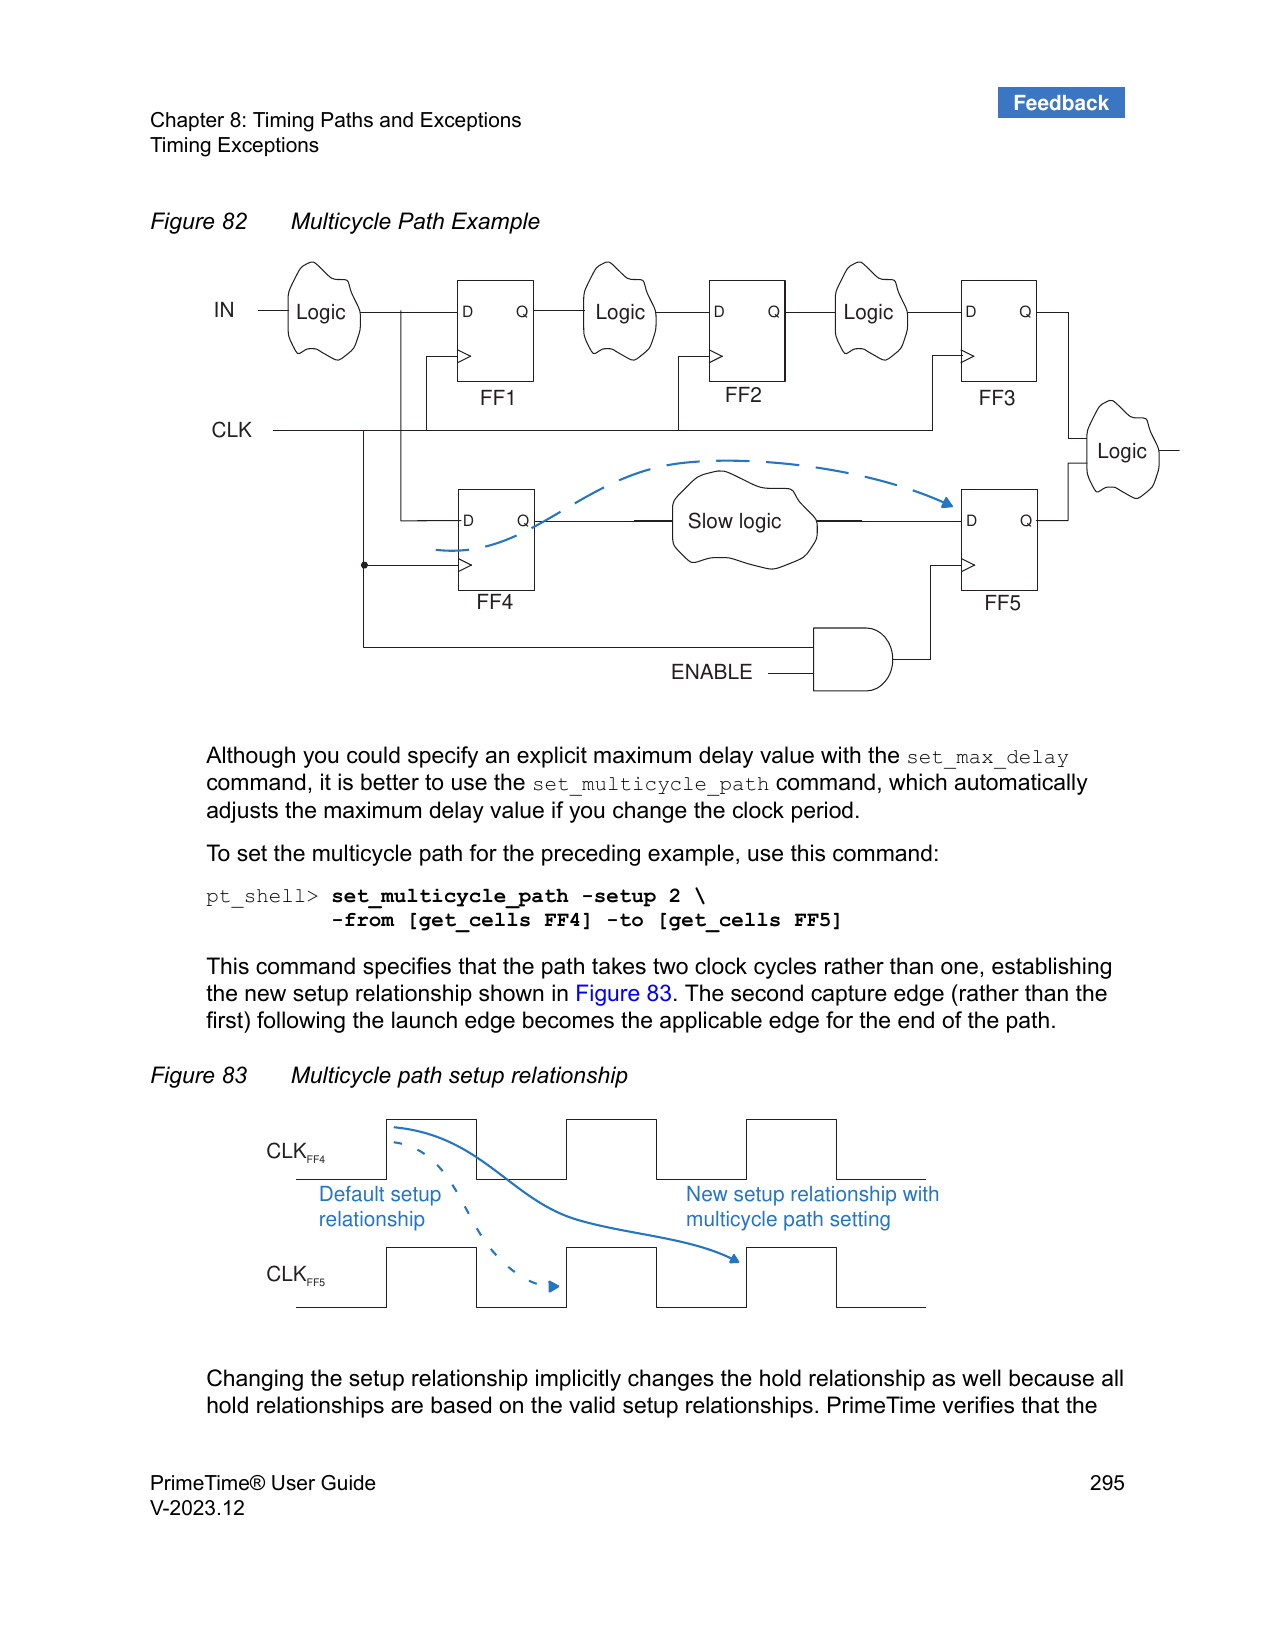 Feedback
Chapter 8: Timing Paths and Exceptions
Timing Exceptions
Figure 82 Multicycle Path Example
IN Logic D Q Logic D Q Logic D Q
FF1 FF2 FF3
CLK
Logic
D Q Slow logic D Q
FF4 FF5
ENABLE
Although you could specify an explicit maximum delay value with the set_max_delay
command, it is better to use the set_multicycle_path command, which automatically
adjusts the maximum delay value if you change the clock period.
To set the multicycle path for the preceding example, use this command:
pt_shell> set_multicycle_path -setup 2 \
-from [get_cells FF4] -to [get_cells FF5]
This command specifies that the path takes two clock cycles rather than one, establishing
the new setup relationship shown in Figure 83. The second capture edge (rather than the
first) following the launch edge becomes the applicable edge for the end of the path.
Figure 83 Multicycle path setup relationship
CLKFF4
Default setup New setup relationship with
relationship multicycle path setting
CLKFF5
Changing the setup relationship implicitly changes the hold relationship as well because all
hold relationships are based on the valid setup relationships. PrimeTime verifies that the
PrimeTime® User Guide 295
V-2023.12